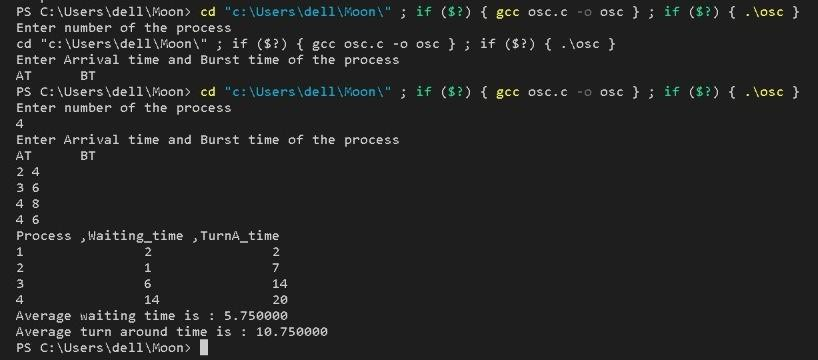 PS C:\Users\dell\Moon> cd "c:\Users\dell\Moon\" ; if ($?) { gcc osc.c -o osc } ; if ($?) { .\osc }
Enter number of the process
cd "c:\Users\dell\Moon\" ; if ($?) { gcc osc.c -o osc } ; if ($?) { .\osc }
Enter Arrival time and Burst time of the process
AT      BT
PS C:\Users\dell\Moon> cd "c:\Users\dell\Moon\" ; if ($?) { gcc osc.c -o osc } ; if ($?) { .\osc }
Enter number of the process
4
Enter Arrival time and Burst time of the process
AT      BT
2 4
3 6
4 8
4 6
Process ,Waiting_time ,TurnA_time
1               2               2
2               1               7
3               6               14
4               14              20
Average waiting time is : 5.750000
Average turn around time is : 10.750000
PS C:\Users\dell\Moon>